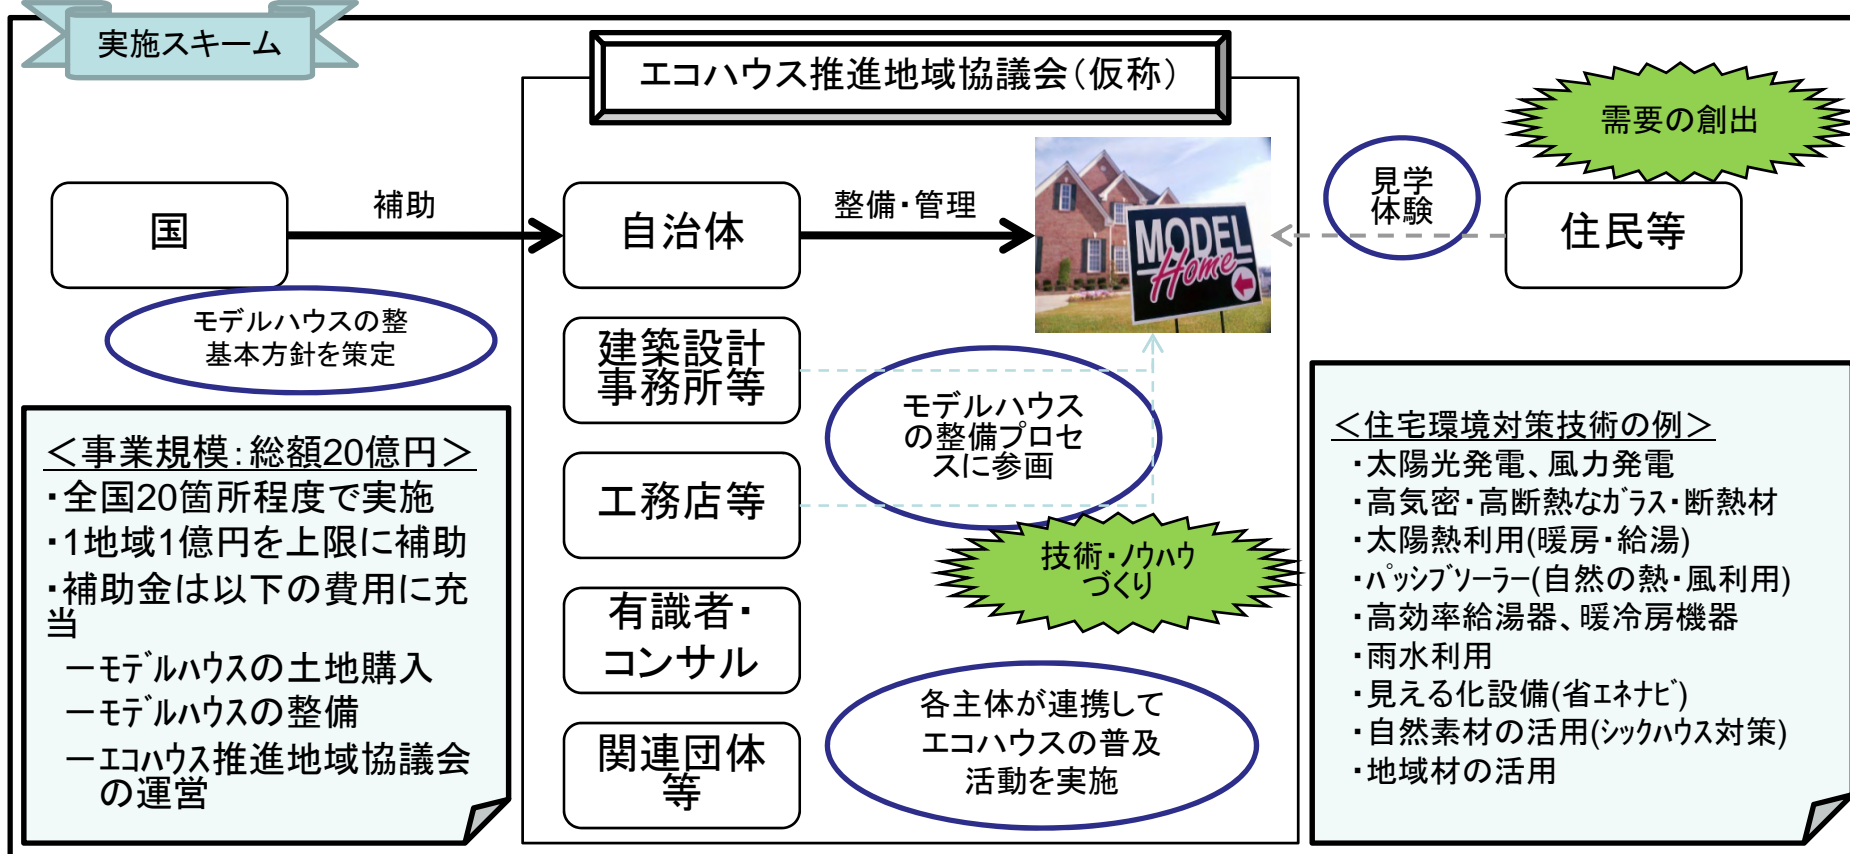 実施スキーム
エコハウス推進地域協議会(仮称)
需要の創出
国
補助
自治体
整備・管理
MODEL
Home
見学
体験
住民等
モデルハウスの整
基本方針を策定
建築設計
事務所等
モデルハウス
の整備プロセ
スに参画
工務店等
技術・ノウハウ
づくり
有識者・
コンサル
関連団体
等
各主体が連携して
エコハウスの普及
活動を実施
＜事業規模：総額20億円＞
・全国20箇所程度で実施
・1地域1億円を上限に補助
・補助金は以下の費用に充
当
－モデルハウスの土地購入
－モデルハウスの整備
－エコハウス推進地域協議会
の運営
＜住宅環境対策技術の例＞
・太陽光発電、風力発電
・高気密・高断熱なガラス・断熱材
・太陽熱利用(暖房・給湯)
・パッシブソーラー(自然の熱・風利用)
・高効率給湯器、暖冷房機器
・雨水利用
・見える化設備(省エネナビ)
・自然素材の活用(シックハウス対策)
・地域材の活用